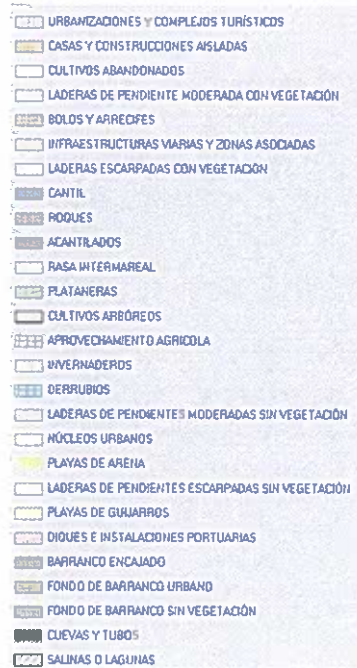 URBANIZACIONES Y COMPLEJOS TURÍSTICOS
CASAS Y CONSTRUCCIONES AISLADAS
CULTIVOS ABANDONADOS
LADERAS DE PENDIENTE MODERADA CON VEGETACIÓN
BOLOS Y ARRECIFES
INFRAESTRUCTURAS VIARIAS Y ZONAS ASOCIADAS
LADERAS ESCARPADAS CON VEGETACIÓN
CANTIL
ROQUES
ACANTILADOS
RASA INTERMAREAL
PLATANERAS
CULTIVOS ARBÓREOS
APROVECHAMIENTO AGRICOLA
INVERNADEROS
DERRUBIOS
LADERAS DE PENDIENTES MODERADAS SIN VEGETACIÓN
NÚCLEOS URBANOS
PLAYAS DE ARENA
LADERAS DE PENDIENTES ESCARPADAS SIN VEGETACIÓN
PLAYAS DE GUIJARROS
DIQUES E INSTALACIONES PORTUARIAS
BARRANCO ENCAJADO
FONDO DE BARRANCO URBANO
FONDO DE BARRANCO SIN VEGETACIÓN
CUEVAS Y TUBOS
SALINAS O LAGUNAS